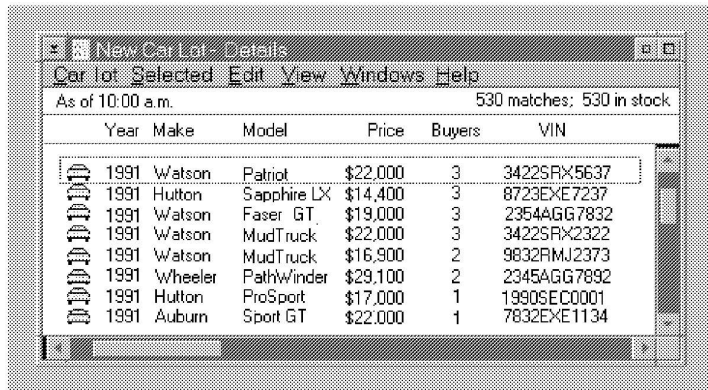 New Car Lot - Details
Car lot Selected Edit View Windows Help
As of 10:00 a.m. 530 matches; 530 in stock
Year Make Model Price Buyers VIN
1991 Watson Patriot $22,000 3 3422SRX5637
1991 Hutton Sapphire LX $14,400 3 8723EXE7237
1991 Watson Faser GT $19,000 3 2354AGG7832
1991 Watson MudTruck $22,000 3 3422SRX2322
1991 Watson MudTruck $16,900 2 9832RMJ2373
1991 Wheeler PathWinder $29,100 2 2345AGG7892
1991 Hutton ProSport $17,000 1 1990SEC0001
1991 Auburn Sport GT $22,000 1 7832EXE1134